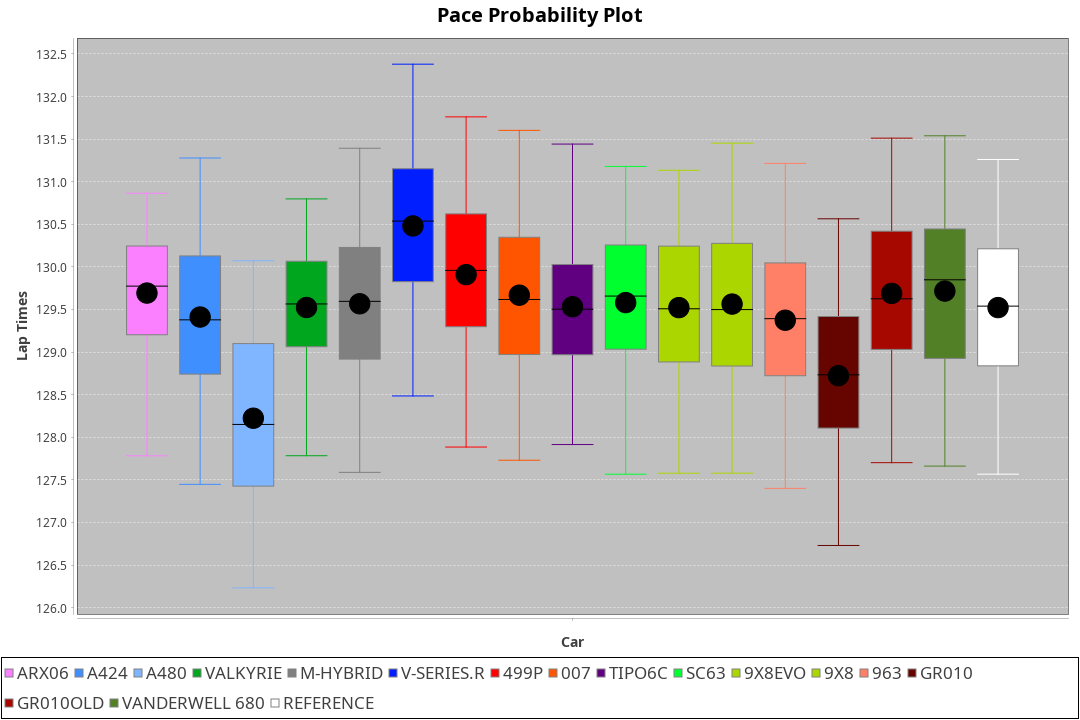 Pace Probability Plot
132.5
132.0
131.5
131.0
130.5
130.0
129.5
129.0
128.5
128.0
127.5
127.0
126.5
126.0
Lap Times
Car
ARX06 A424 A480 VALKYRIE M-HYBRID V-SERIES.R 499P 007 TIPO6C SC63 9X8EVO 9X8 963 GR010
GR010OLD VANDERWELL 680 REFERENCE